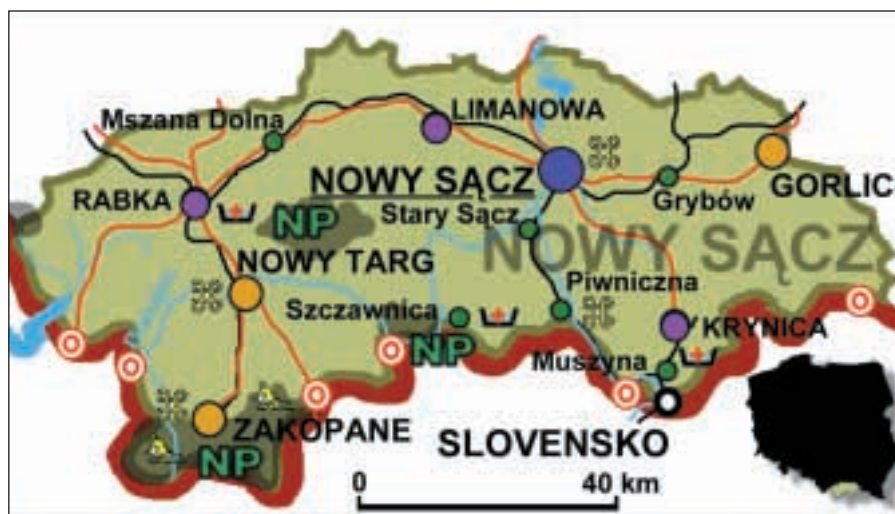 LIMANOWA
Mszana Dolna
NOWY SĄCZ
GORLIC
RABKA
NP
Stary Sącz
Grybów
NOWY SĄCZ
NOWY TARG
Piwniczna
Szczawnica
KRYNICA
NP
Muszyna
ZAKOPANE
SLOVENSKO
NP
0 40 km